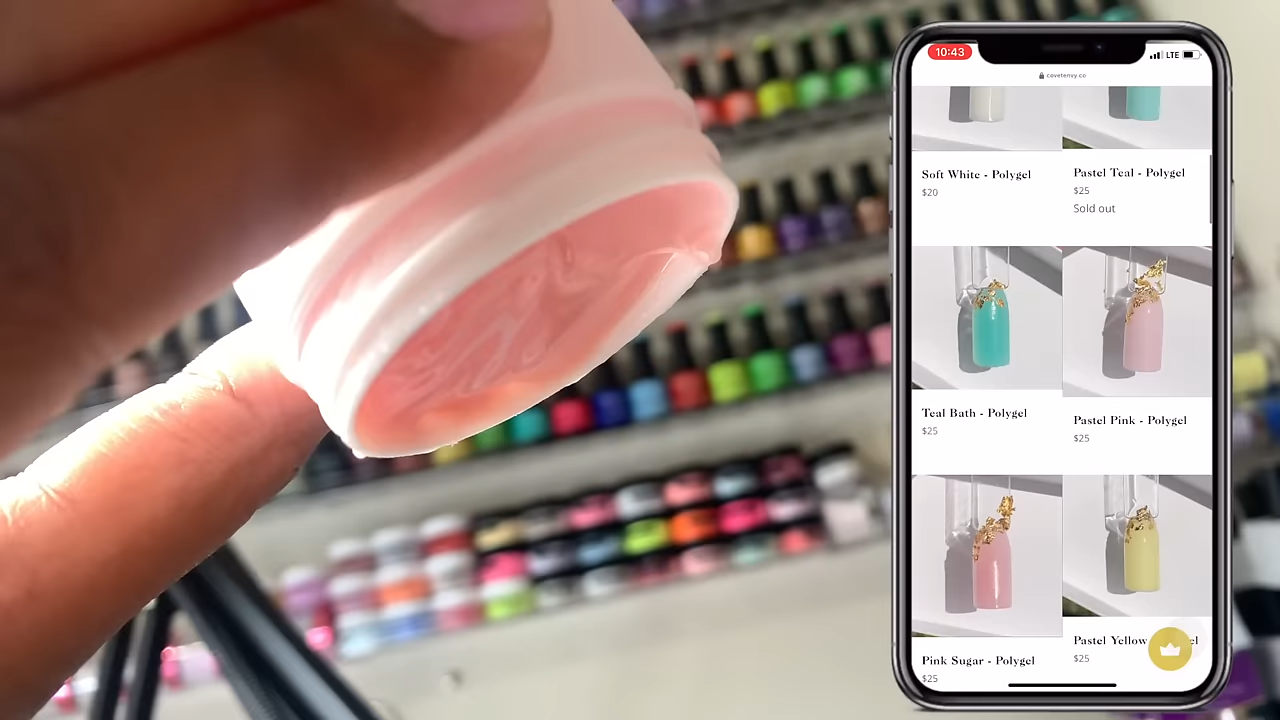 10:43
LTE
covetenvy.co
Soft White - Polygel
$20
Pastel Teal - Polygel
$25
Sold out
Teal Bath - Polygel
$25
Pastel Pink - Polygel
$25
Pink Sugar - Polygel
$25
Pastel Yellow
$25